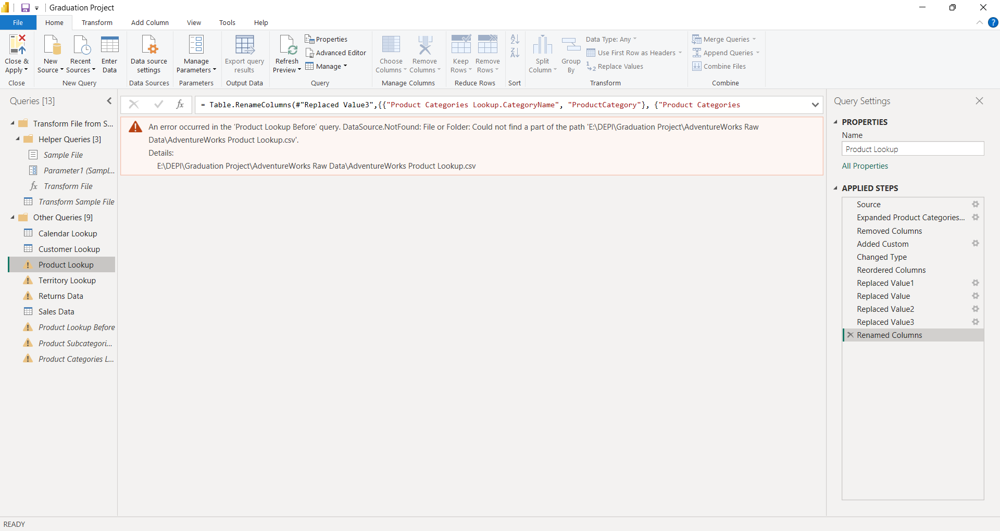 Graduation Project
File
Home
Transform
Add Column
View
Tools
Help
?
Close &
Apply
Close
New
Source
Recent
Sources
Enter
Data
New Query
Data source
settings
Data Sources
Manage
Parameters
Parameters
Export query
results
Output Data
Refresh
Preview
Properties
Advanced Editor
Manage
Query
Choose
Columns
Remove
Columns
Manage Columns
Keep
Rows
Remove
Rows
Reduce Rows
A
Z
Z
A
Sort
Split
Column
Group
By
Data Type: Any
Use First Row as Headers
1
2
Replace Values
Transform
Merge Queries
Append Queries
Combine Files
Combine
Queries [13]
Transform File from S...
Helper Queries [3]
Sample File
Parameter1 (Sampl...
fx
Transform File
Transform Sample File
Other Queries [9]
Calendar Lookup
Customer Lookup
Product Lookup
Territory Lookup
Returns Data
Sales Data
Product Lookup Before
Product Subcategori...
Product Categories L...
fx
= Table.RenameColumns(#"Replaced Value3",{{"Product Categories Lookup.CategoryName", "ProductCategory"}, {"Product Categories
An error occurred in the ‘Product Lookup Before’ query. DataSource.NotFound: File or Folder: Could not find a part of the path 'E:\DEPI\Graduation Project\AdventureWorks Raw
Data\AdventureWorks Product Lookup.csv'.
Details:
E:\DEPI\Graduation Project\AdventureWorks Raw Data\AdventureWorks Product Lookup.csv
Query Settings
PROPERTIES
Name
Product Lookup
All Properties
APPLIED STEPS
Source
Expanded Product Categories...
Removed Columns
Added Custom
Changed Type
Reordered Columns
Replaced Value1
Replaced Value
Replaced Value2
Replaced Value3
Renamed Columns
READY